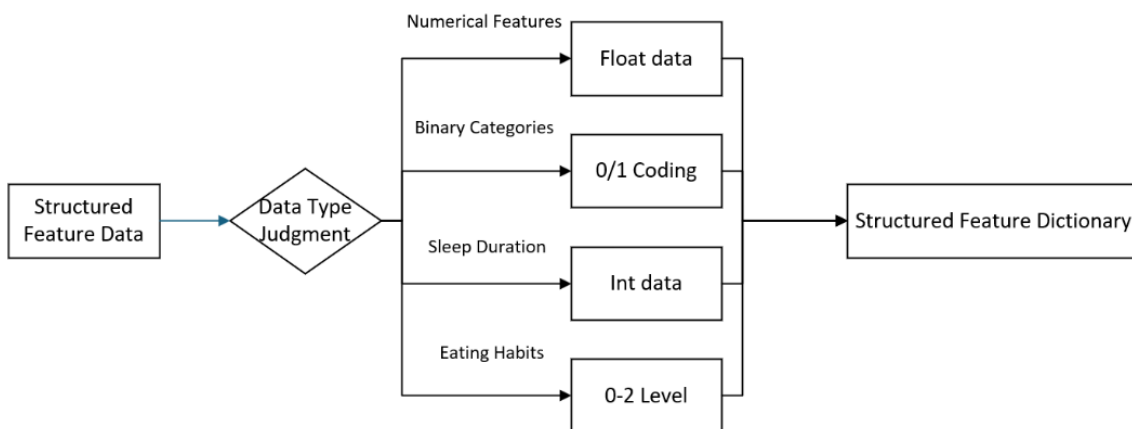 Structured
Feature Data
Data Type
Judgment
Numerical Features
Float data
Binary Categories
0/1 Coding
Sleep Duration
Int data
Eating Habits
0-2 Level
Structured Feature Dictionary